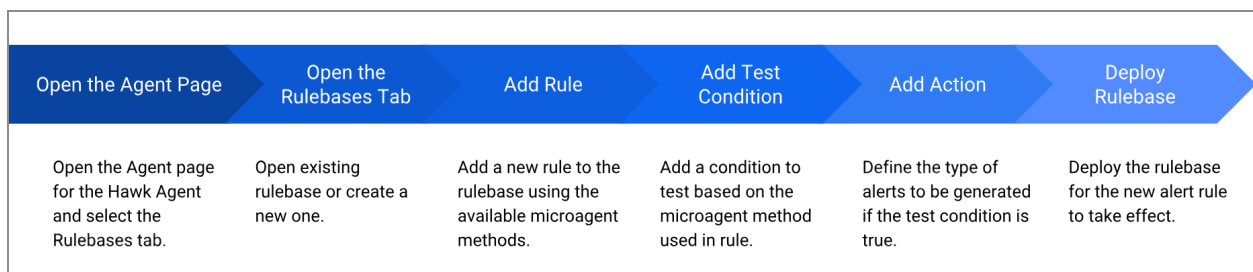 Open the Agent Page
Open the
Rulebases Tab
Add Rule
Add Test
Condition
Add Action
Deploy
Rulebase
Open the Agent page
for the Hawk Agent
and select the
Rulebases tab.
Open existing
rulebase or create a
new one.
Add a new rule to the
rulebase using the
available microagent
methods.
Add a condition to
test based on the
microagent method
used in rule.
Define the type of
alerts to be generated
if the test condition is
true.
Deploy the rulebase
for the new alert rule
to take effect.